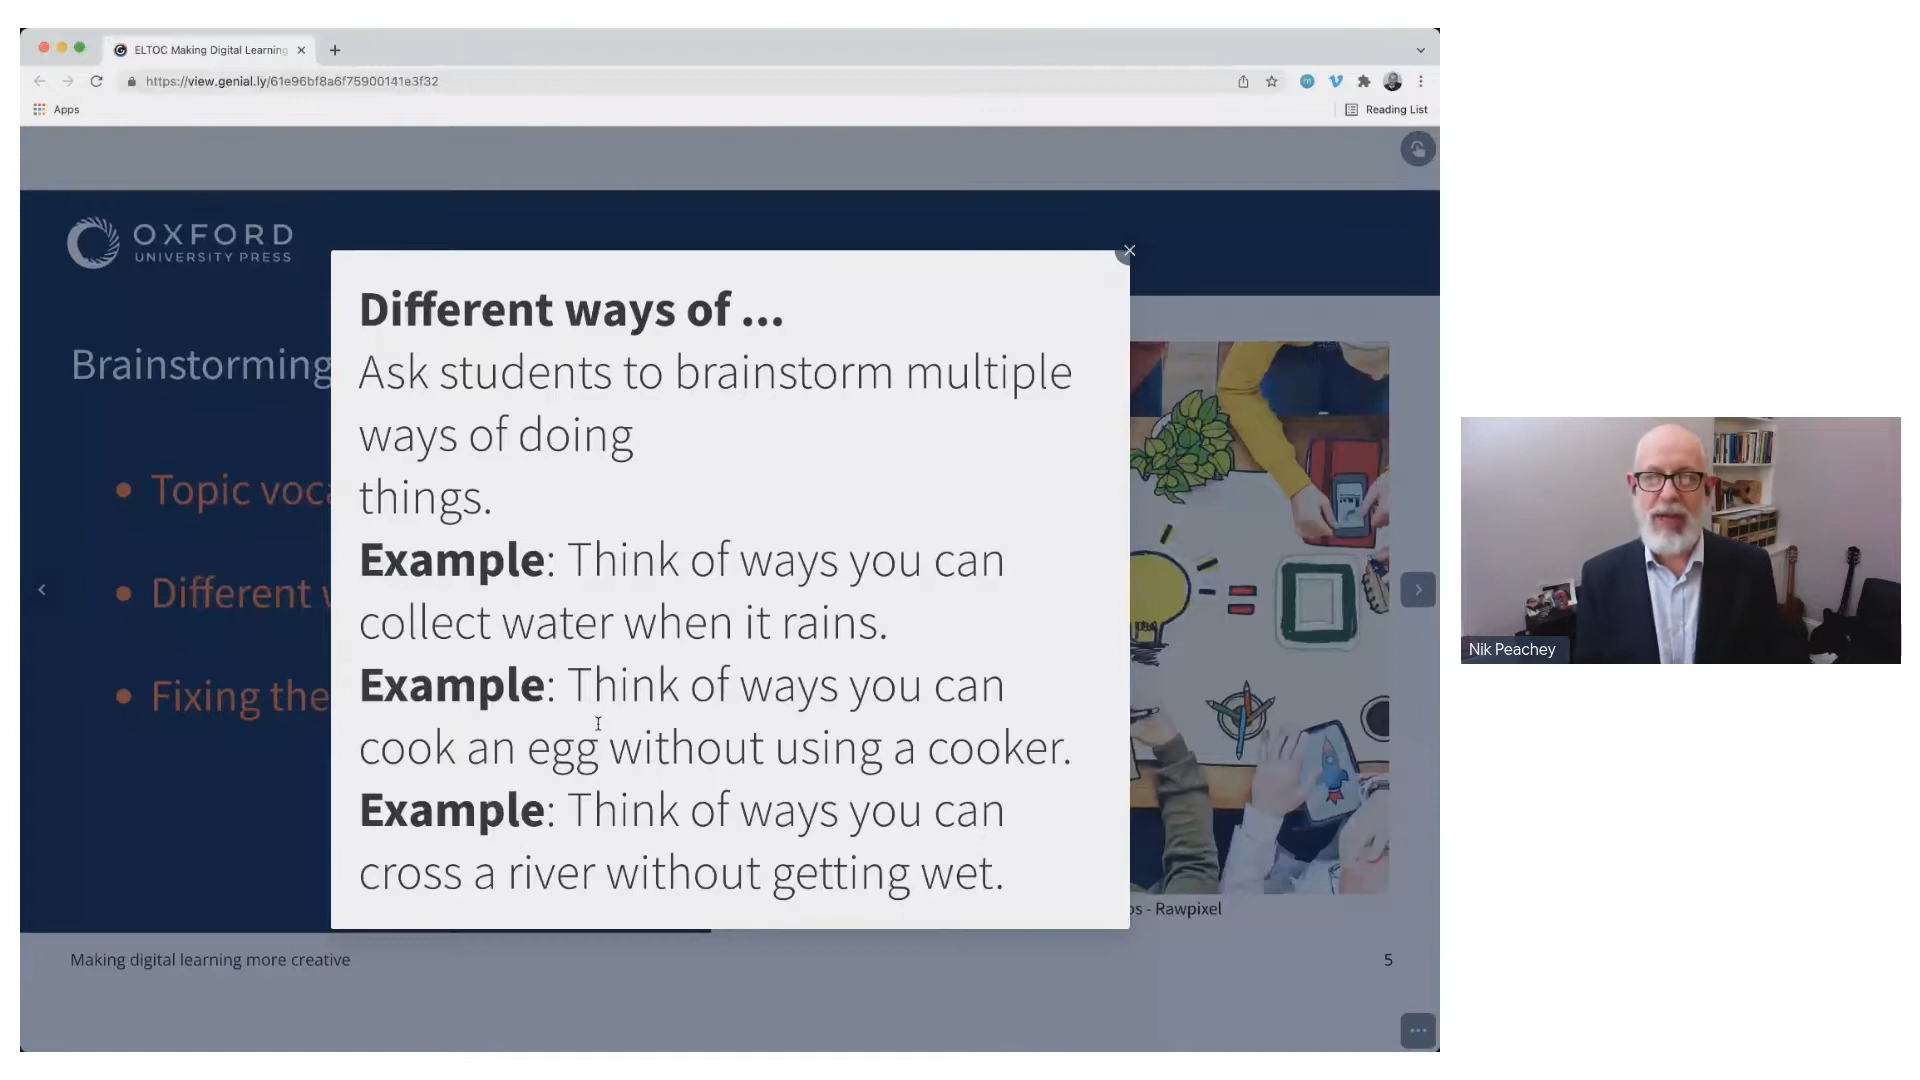 ELTOC Making Digital Learning
https://view.genial.ly/61e96bf8a6f75900141e3f32
Apps
Reading List
OXFORD
UNIVERSITY PRESS
Brainstorming
Topic voca
Different
Fixing the
Different ways of ...
Ask students to brainstorm multiple
ways of doing
things.
Example: Think of ways you can
collect water when it rains.
Example: Think of ways you can
cook an egg without using a cooker.
Example: Think of ways you can
cross a river without getting wet.
os - Rawpixel
Making digital learning more creative
5
Nik Peachey